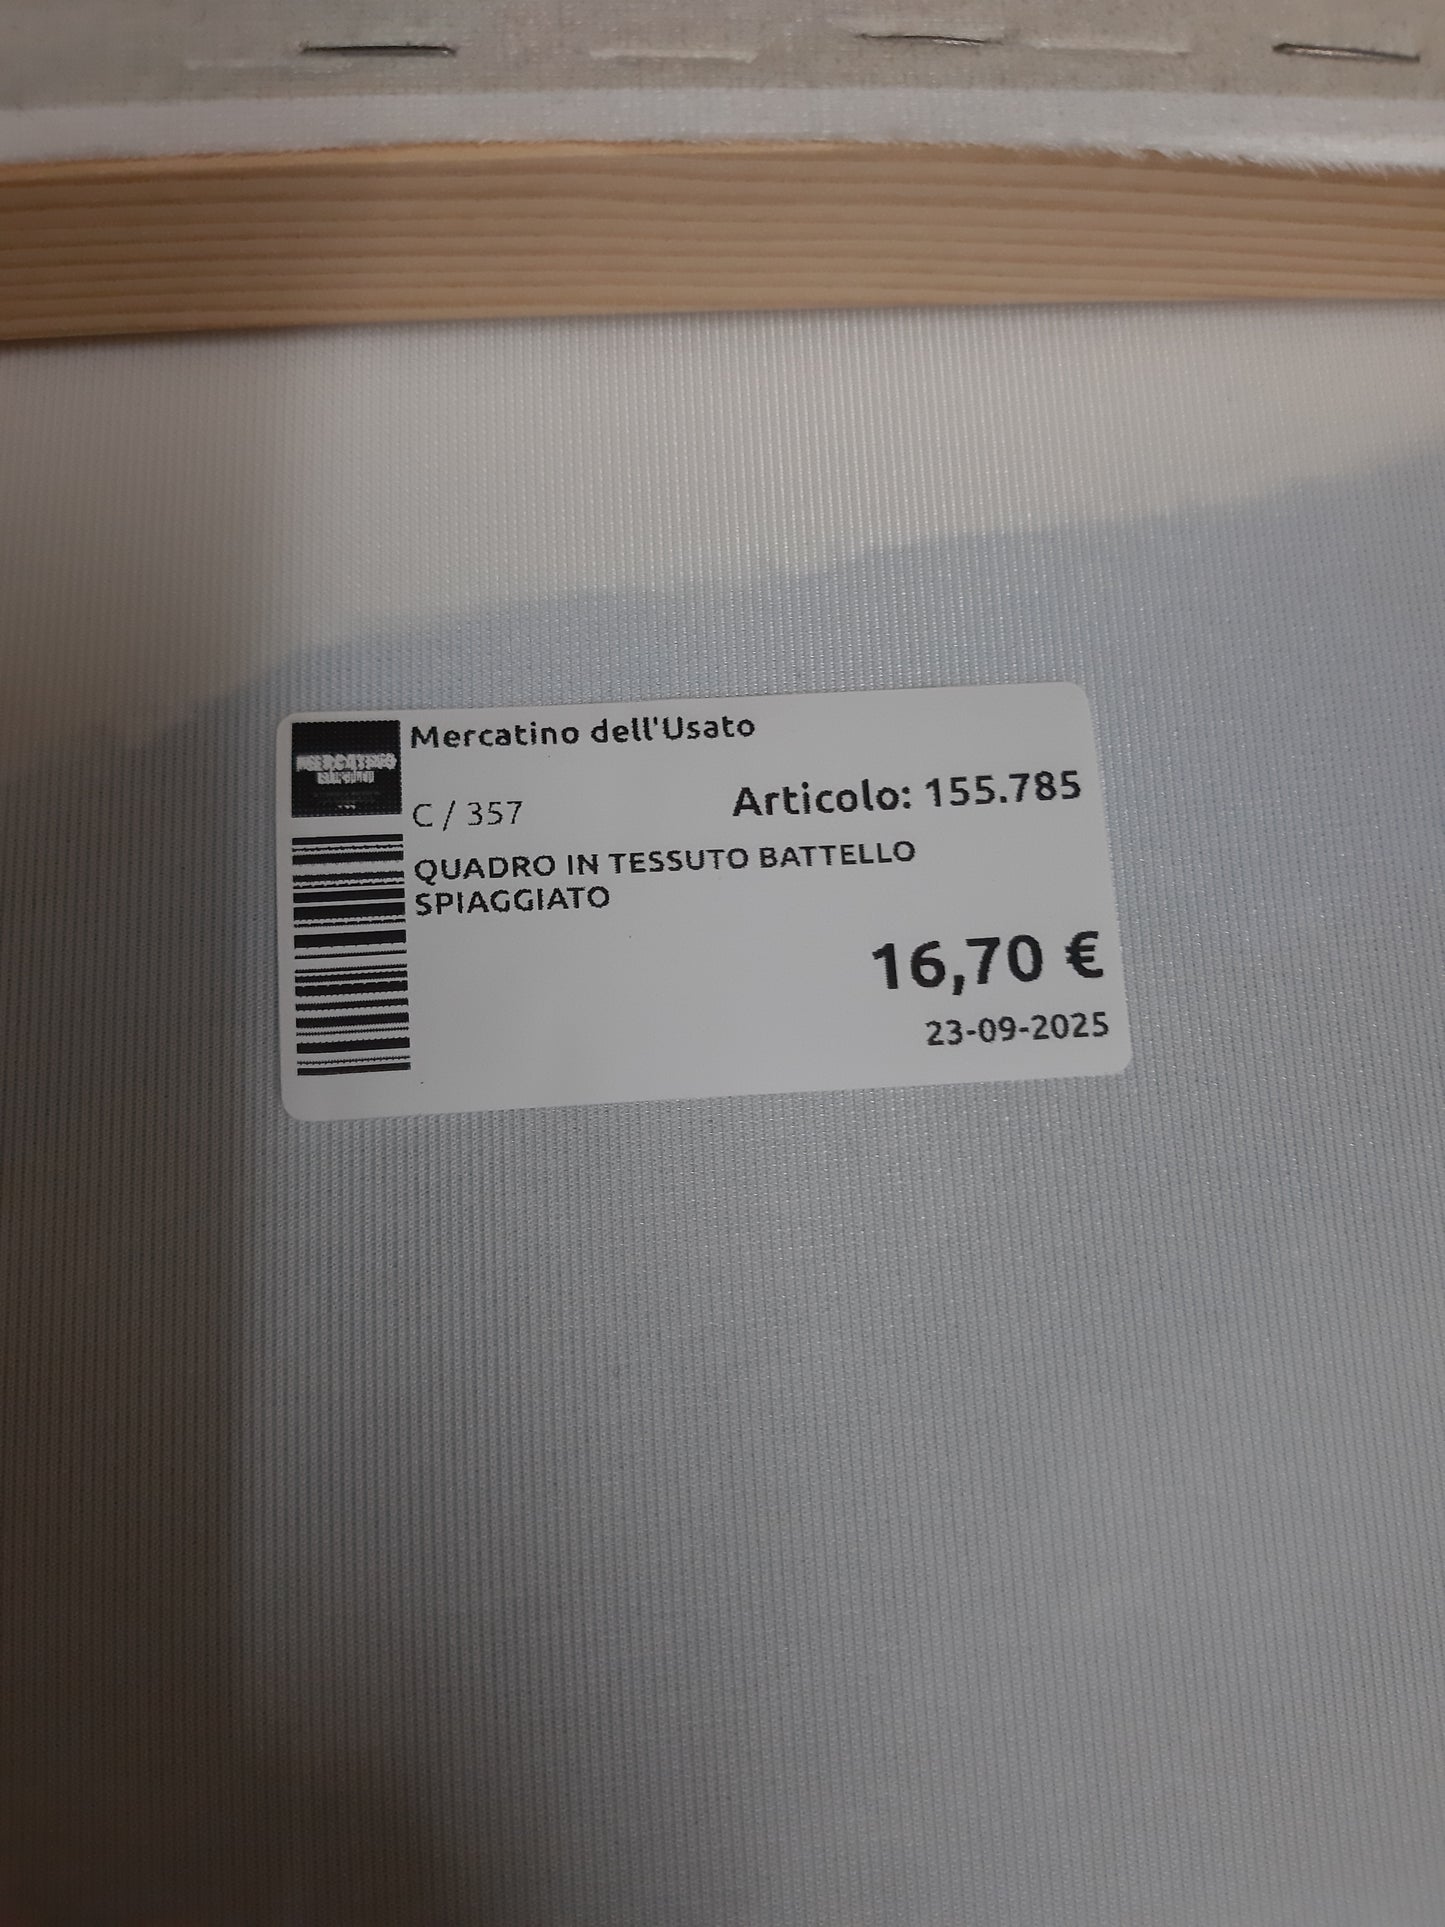 Mercatino dell'Usato
C / 357
Articolo: 155.785
QUADRO IN TESSUTO BATTELLO
SPIAGGIATO
16,70 €
23-09-2025